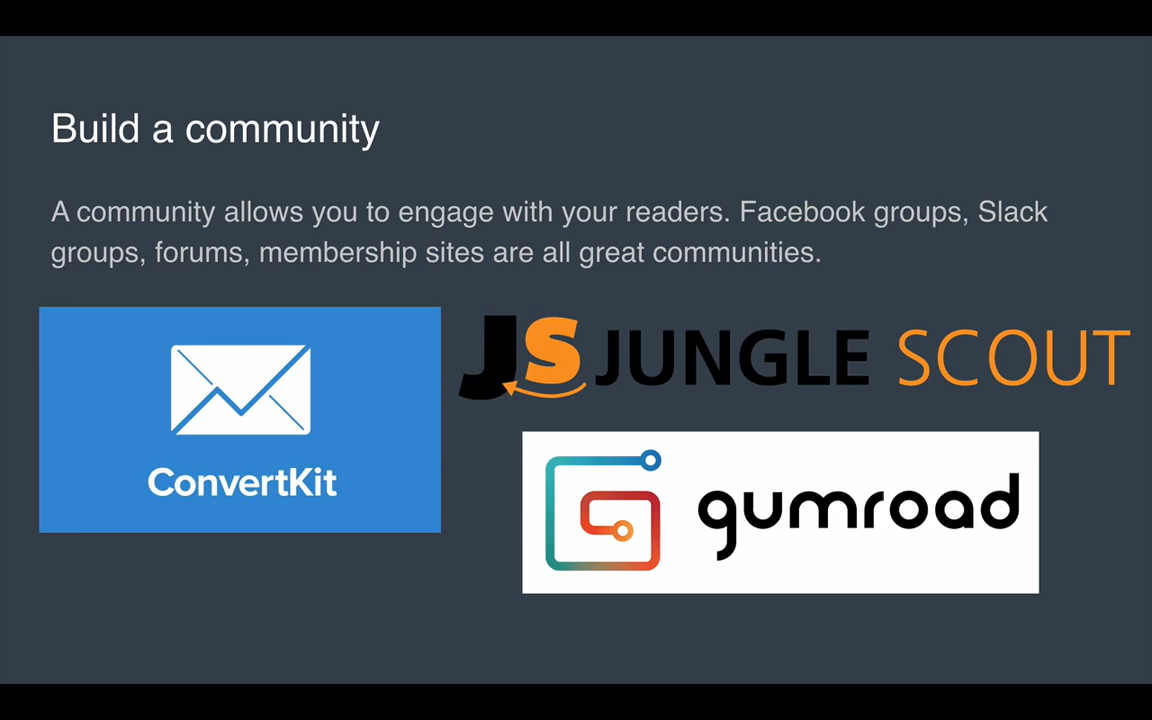 Build a community
A community allows you to engage with your readers. Facebook groups, Slack
groups, forums, membership sites are all great communities.
JS JUNGLE SCOUT
ConvertKit
gumroad